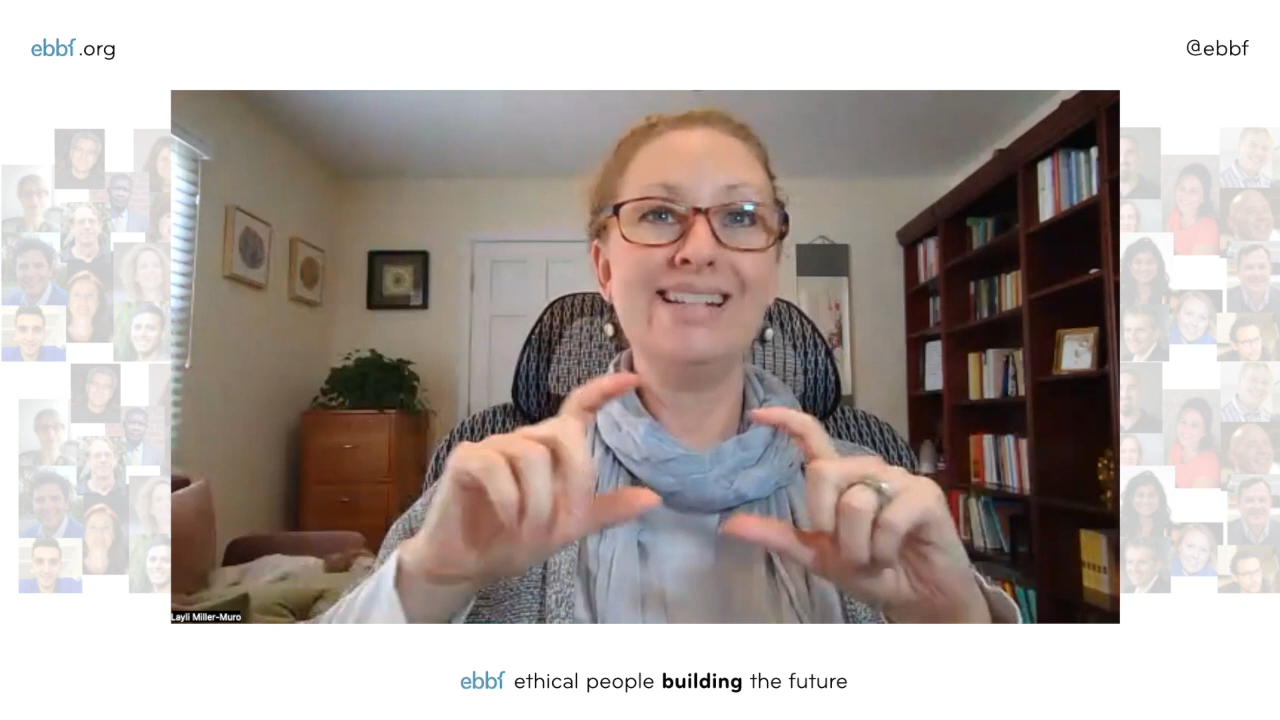 ebbf.org
@ebbf
Layli Miller-Muro
ebbf ethical people building the future